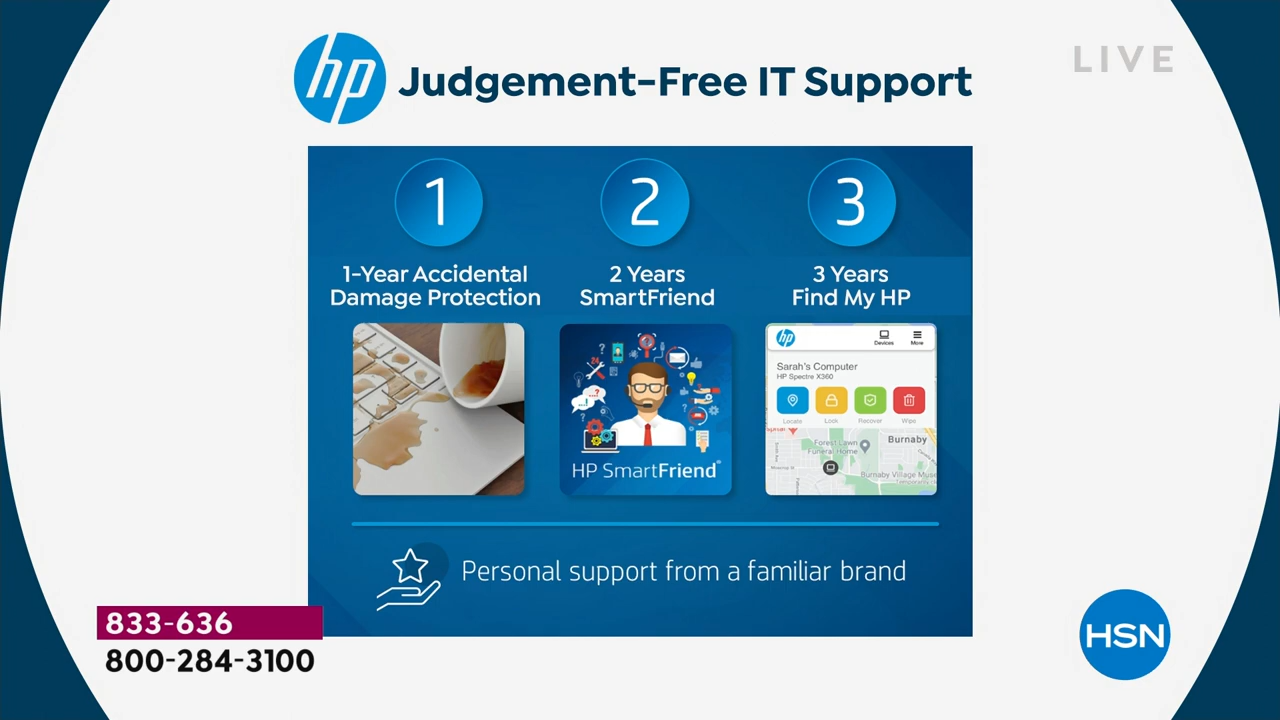 hp Judgement-Free IT Support
LIVE
1
2
3
1-Year Accidental
Damage Protection
2 Years
SmartFriend
3 Years
Find My HP
HP SmartFriend®
hp
Devices
More
Sarah's Computer
HP Spectre X360
Locate
Lock
Recover
Wipe
Forest Lawn
Funeral Home
Burnaby
Burnaby Village Muse
Personal support from a familiar brand
833-636
800-284-3100
HSN